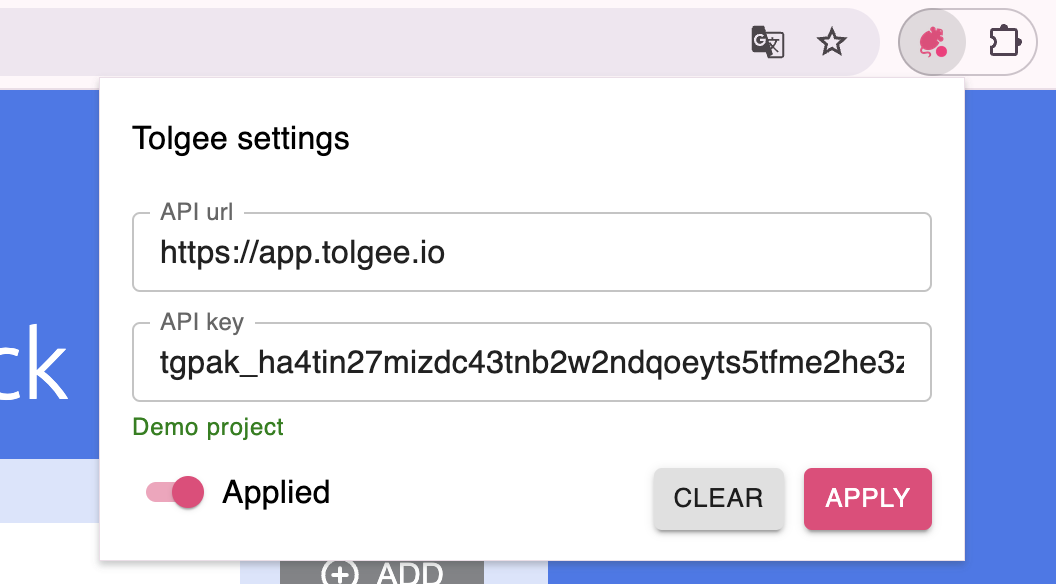 Tolgee settings
API url
https://app.tolgee.io
API key
tgpak_ha4tin27mizdc43tnb2w2ndqoeyts5tfme2he3z
Demo project
Applied
CLEAR
APPLY
ck
ADD